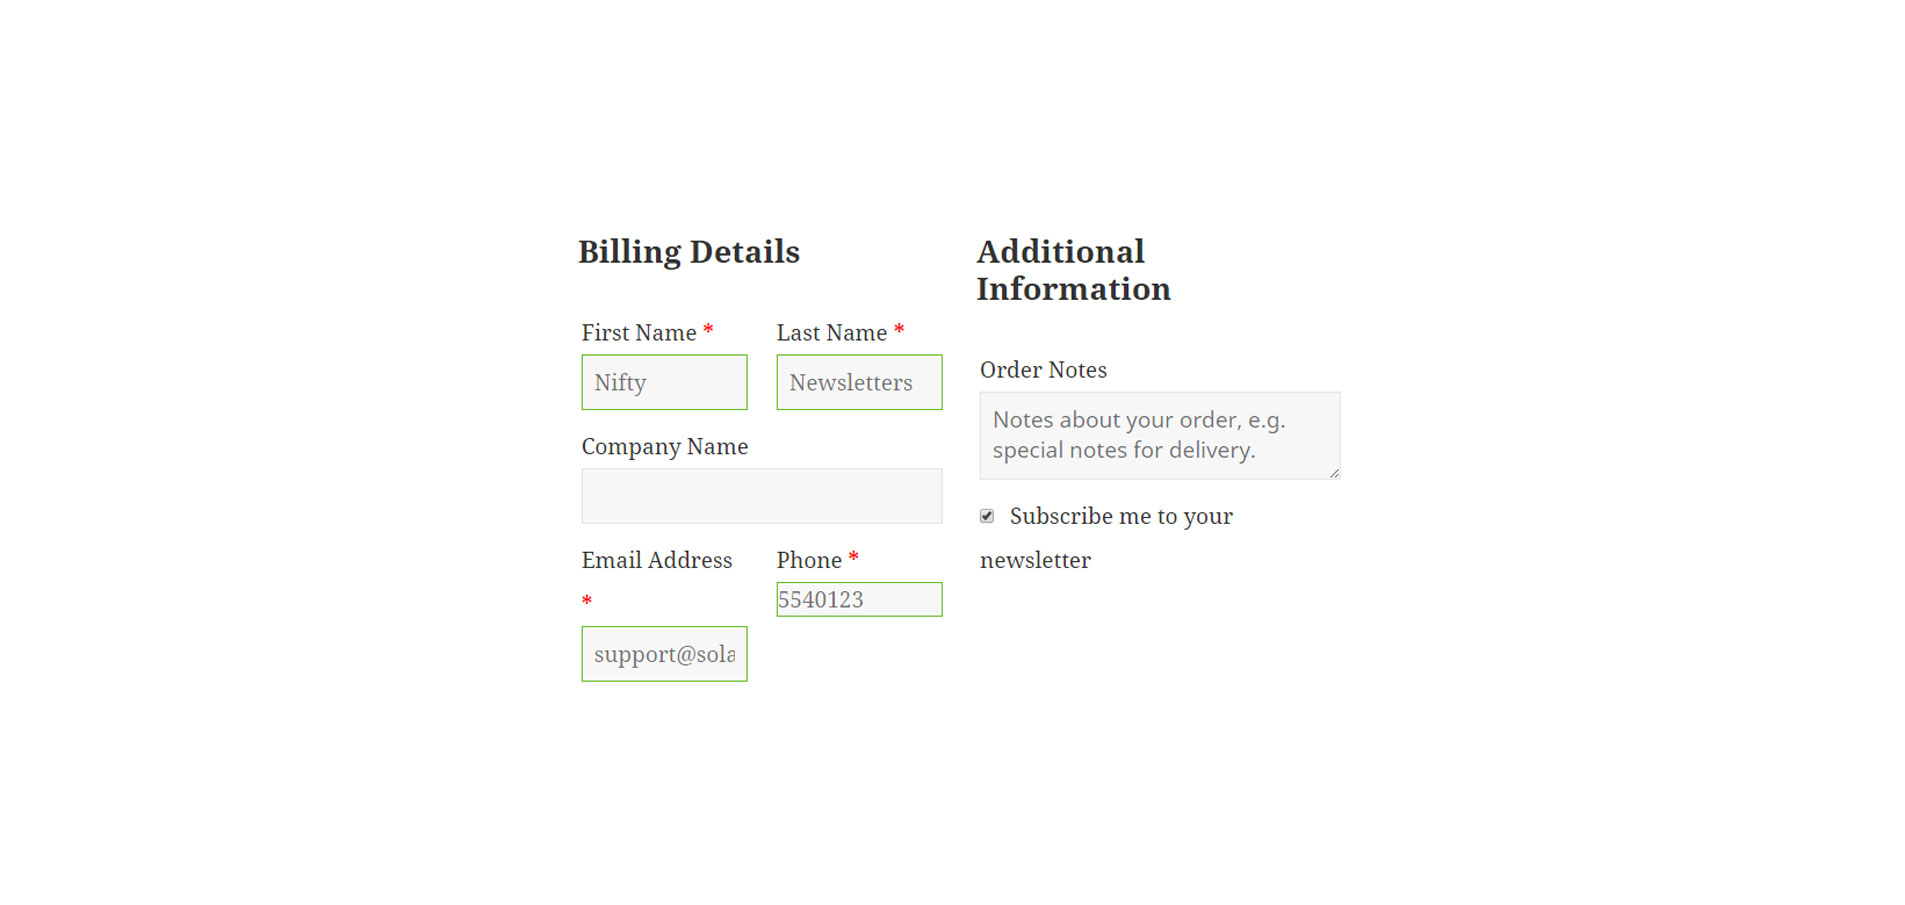 Billing Details
First Name *
Last Name *
Nifty
Newsletters
Company Name
Email Address
*
Phone *
5540123
support@sola
Additional
Information
Order Notes
Notes about your order, e.g.
special notes for delivery.
Subscribe me to your
newsletter